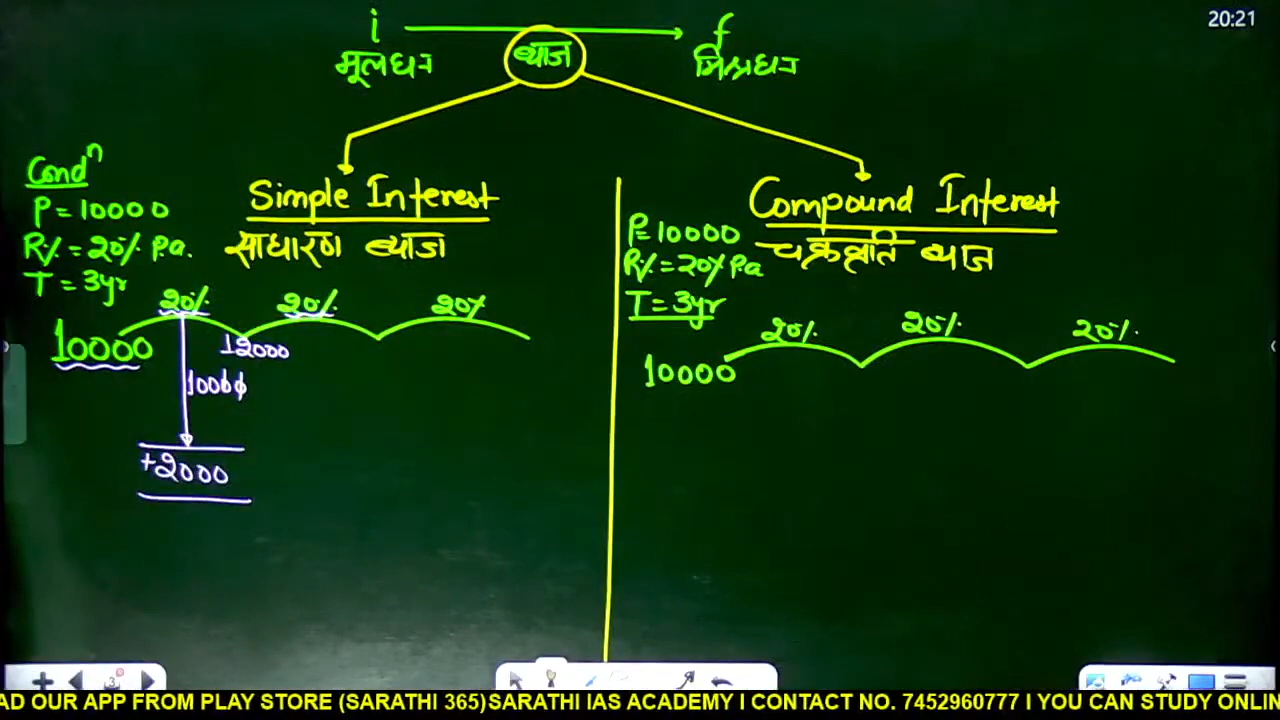 20:21
i f
मूलधन ब्याज मिश्रधन
Condⁿ
P = 10000
R% = 20% P.a.
T = 3yr
Simple Interest
साधारण ब्याज
20% 20% 20%
10000
12000
10000
+2000
Compound Interest
चक्रवृति ब्याज
P = 10000
R% = 20% P.a
T = 3yr
20% 20% 20%
10000
AD OUR APP FROM PLAY STORE (SARATHI 365)SARATHI IAS ACADEMY I CONTACT NO. 7452960777 I YOU CAN STUDY ONLIN